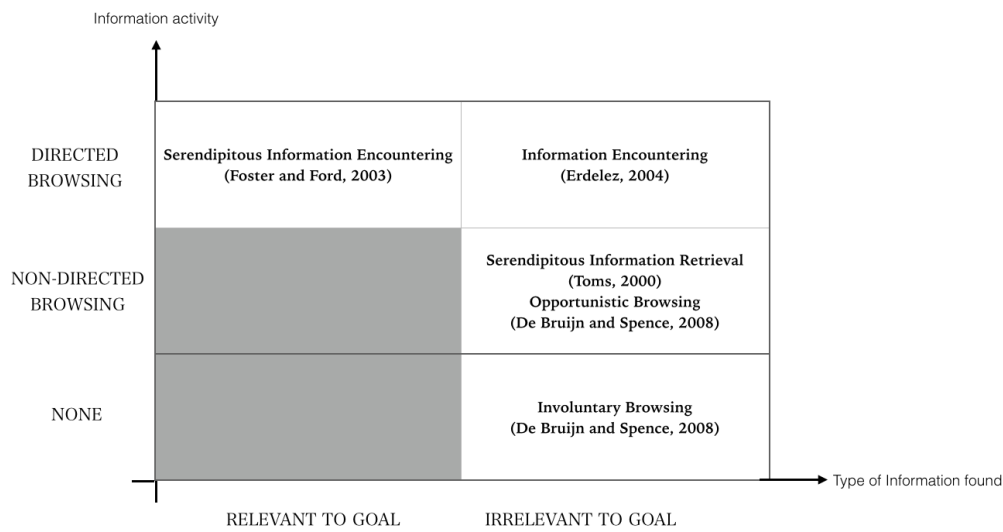 Information activity
DIRECTED
BROWSING
Serendipitous Information Encountering
(Foster and Ford, 2003)
Information Encountering
(Erdelez, 2004)
NON-DIRECTED
BROWSING
Serendipitous Information Retrieval
(Toms, 2000)
Opportunistic Browsing
(De Bruijn and Spence, 2008)
NONE
Involuntary Browsing
(De Bruijn and Spence, 2008)
Type of Information found
RELEVANT TO GOAL
IRRELEVANT TO GOAL